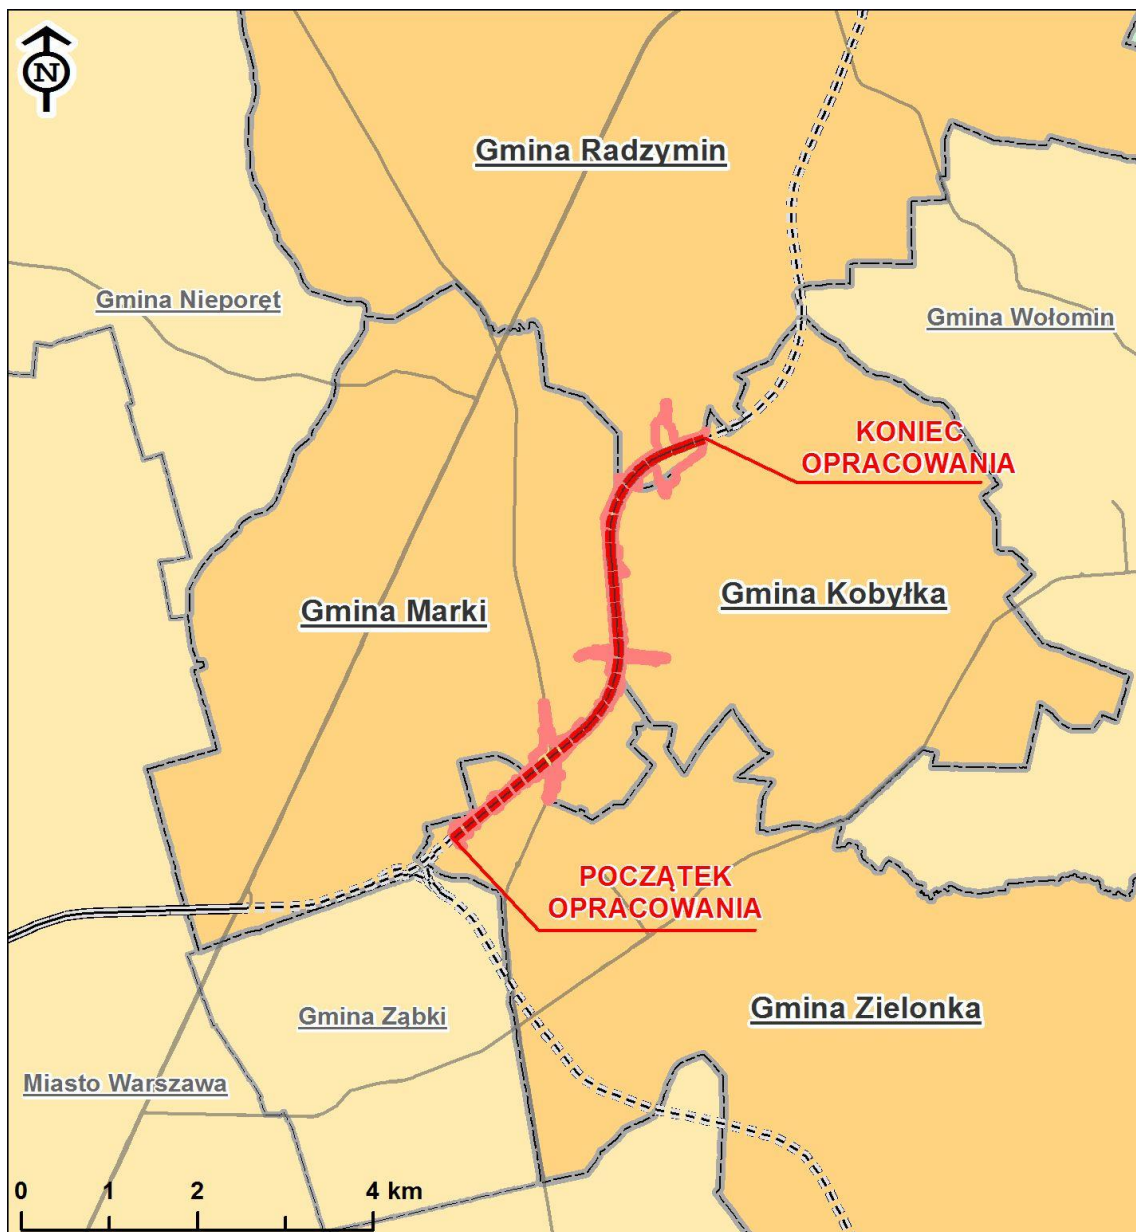 N
Gmina Radzymin
Gmina Nieporęt
Gmina Wołomin
KONIEC
OPRACOWANIA
Gmina Marki
Gmina Kobyłka
POCZĄTEK
OPRACOWANIA
Gmina Ząbki
Gmina Zielonka
Miasto Warszawa
0 1 2 4 km